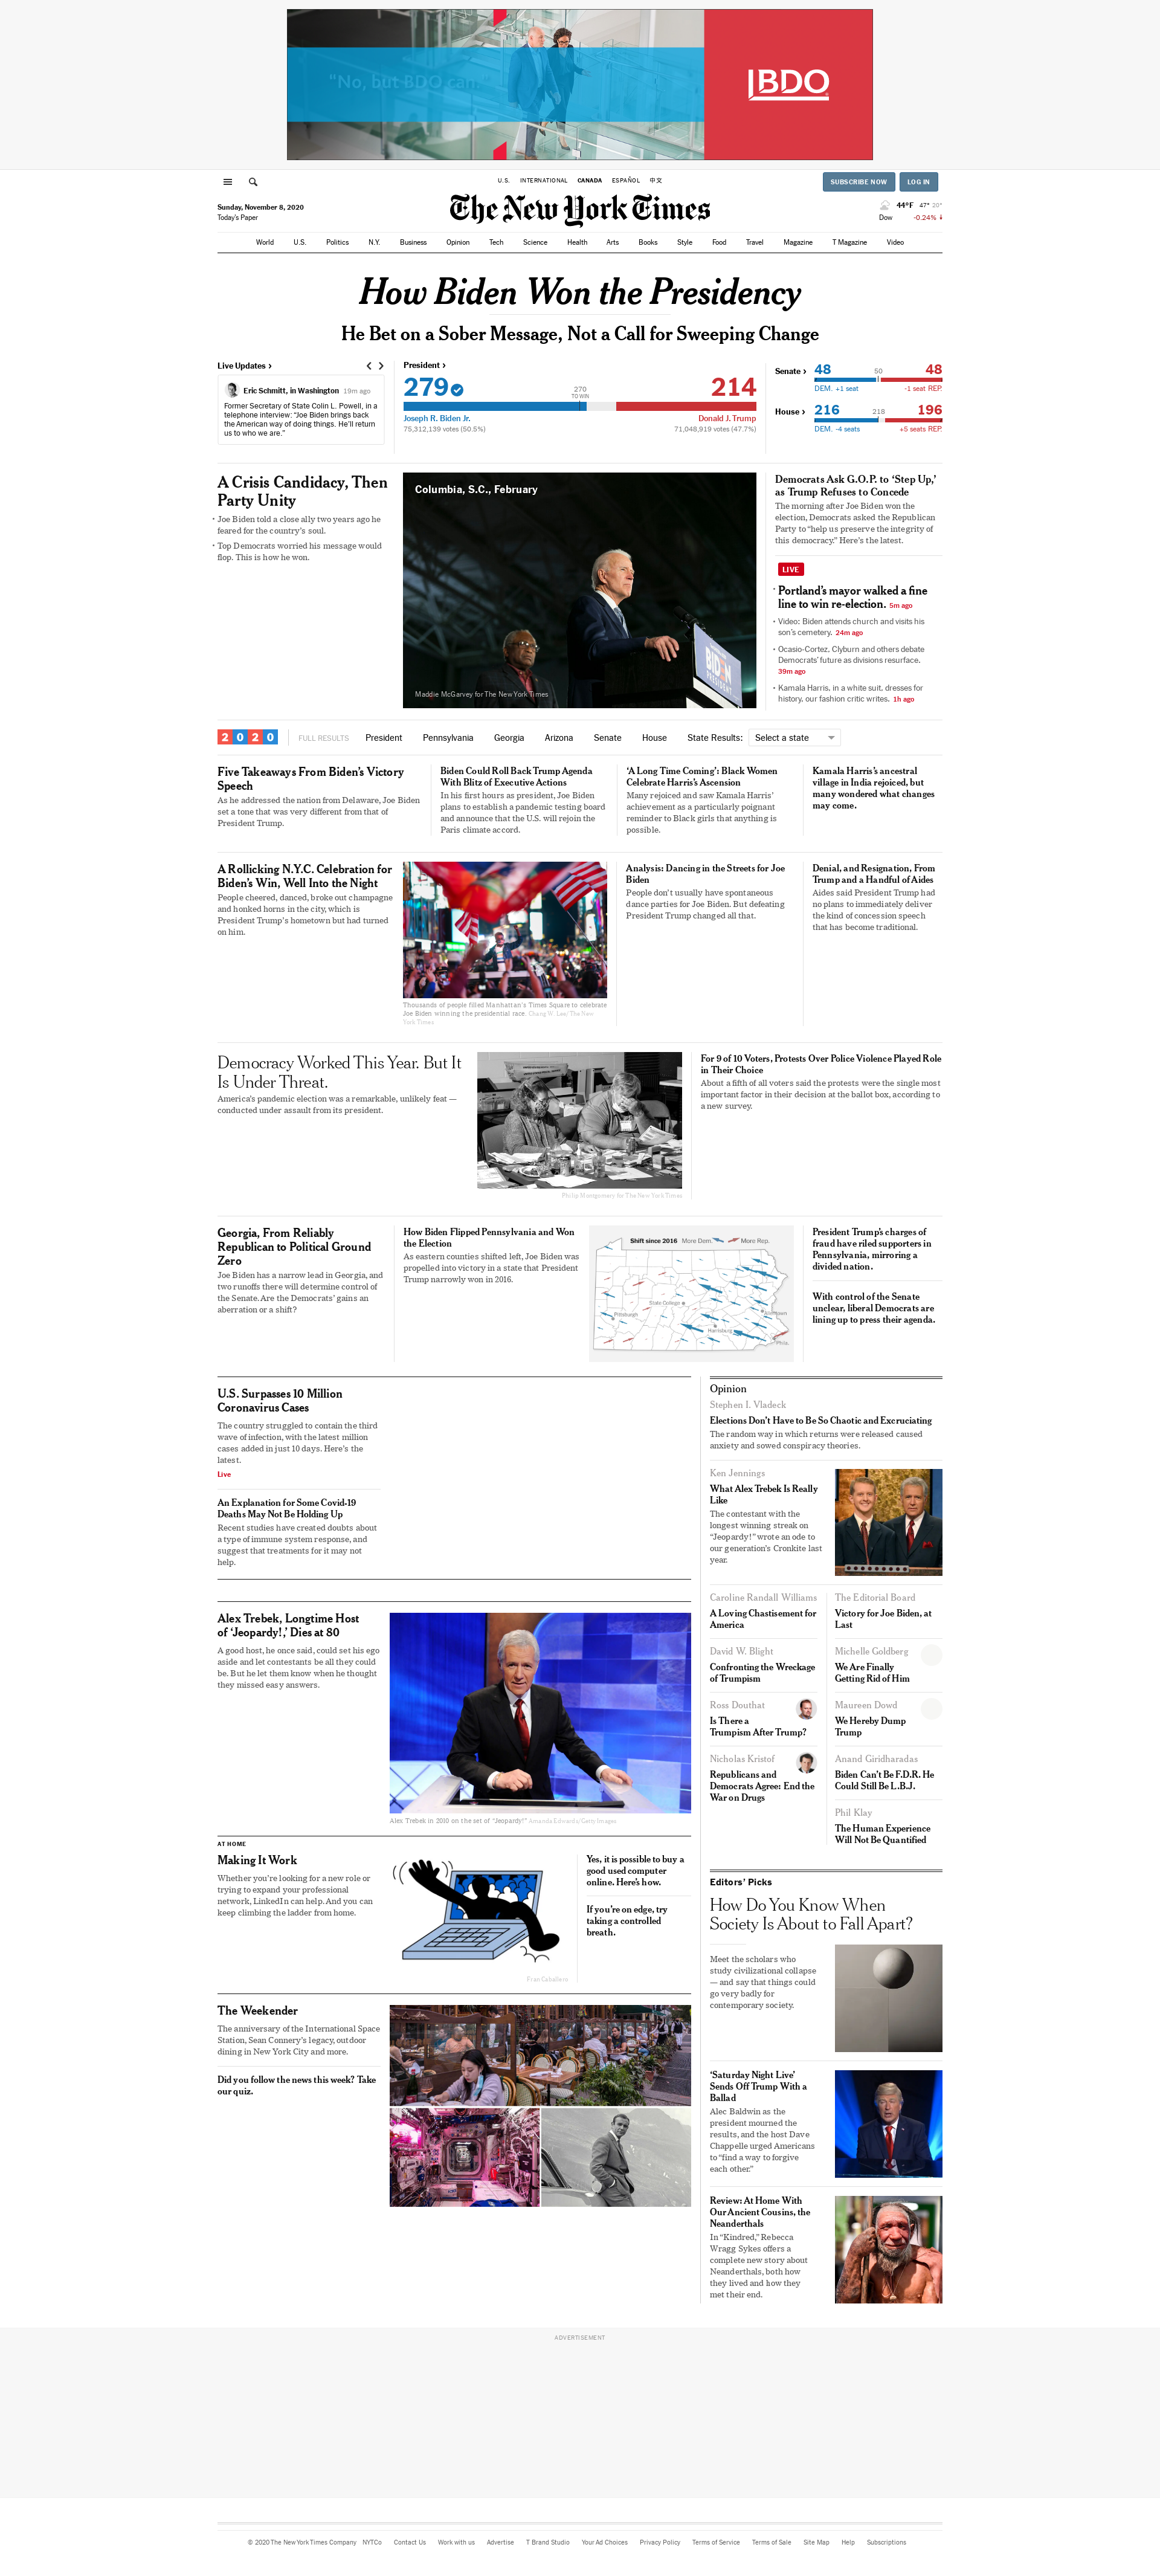 "No, but BDO can."
BDO
U.S. INTERNATIONAL CANADA ESPAÑOL 中文
SUBSCRIBE NOW LOG IN
Sunday, November 8, 2020
Today's Paper
The New York Times
44°F 47° 20°
Dow -0.24%
World U.S. Politics N.Y. Business Opinion Tech Science Health Arts Books Style Food Travel Magazine T Magazine Video
How Biden Won the Presidency
He Bet on a Sober Message, Not a Call for Sweeping Change
Live Updates ›
Eric Schmitt, in Washington 19m ago
Former Secretary of State Colin L. Powell, in a
telephone interview: “Joe Biden brings back
the American way of doing things. He’ll return
us to who we are.”
President ›
279 214
270
TO WIN
Joseph R. Biden Jr. Donald J. Trump
75,312,139 votes (50.5%) 71,048,919 votes (47.7%)
Senate › 48 50 48
DEM. +1 seat -1 seat REP.
House › 216 218 196
DEM. -4 seats +5 seats REP.
A Crisis Candidacy, Then
Party Unity
Joe Biden told a close ally two years ago he
feared for the country’s soul.
Top Democrats worried his message would
flop. This is how he won.
Columbia, S.C., February
BIDEN
PRESIDENT
Maddie McGarvey for The New York Times
Democrats Ask G.O.P. to ‘Step Up,’
as Trump Refuses to Concede
The morning after Joe Biden won the
election, Democrats asked the Republican
Party to “help us preserve the integrity of
this democracy.” Here’s the latest.
LIVE
Portland’s mayor walked a fine
line to win re-election. 5m ago
Video: Biden attends church and visits his
son’s cemetery. 24m ago
Ocasio-Cortez, Clyburn and others debate
Democrats’ future as divisions resurface.
39m ago
Kamala Harris, in a white suit, dresses for
history, our fashion critic writes. 1h ago
2020 FULL RESULTS President Pennsylvania Georgia Arizona Senate House State Results: Select a state
Five Takeaways From Biden’s Victory
Speech
As he addressed the nation from Delaware, Joe Biden
set a tone that was very different from that of
President Trump.
Biden Could Roll Back Trump Agenda
With Blitz of Executive Actions
In his first hours as president, Joe Biden
plans to establish a pandemic testing board
and announce that the U.S. will rejoin the
Paris climate accord.
‘A Long Time Coming’: Black Women
Celebrate Harris’s Ascension
Many rejoiced and saw Kamala Harris’
achievement as a particularly poignant
reminder to Black girls that anything is
possible.
Kamala Harris’s ancestral
village in India rejoiced, but
many wondered what changes
may come.
A Rollicking N.Y.C. Celebration for
Biden’s Win, Well Into the Night
People cheered, danced, broke out champagne
and honked horns in the city, which is
President Trump’s hometown but had turned
on him.
Thousands of people filled Manhattan’s Times Square to celebrate
Joe Biden winning the presidential race. Chang W. Lee/The New
York Times
Analysis: Dancing in the Streets for Joe
Biden
People don’t usually have spontaneous
dance parties for Joe Biden. But defeating
President Trump changed all that.
Denial, and Resignation, From
Trump and a Handful of Aides
Aides said President Trump had
no plans to immediately deliver
the kind of concession speech
that has become traditional.
Democracy Worked This Year. But It
Is Under Threat.
America’s pandemic election was a remarkable, unlikely feat —
conducted under assault from its president.
Philip Montgomery for The New York Times
For 9 of 10 Voters, Protests Over Police Violence Played Role
in Their Choice
About a fifth of all voters said the protests were the single most
important factor in their decision at the ballot box, according to
a new survey.
Georgia, From Reliably
Republican to Political Ground
Zero
Joe Biden has a narrow lead in Georgia, and
two runoffs there will determine control of
the Senate. Are the Democrats’ gains an
aberration or a shift?
How Biden Flipped Pennsylvania and Won
the Election
As eastern counties shifted left, Joe Biden was
propelled into victory in a state that President
Trump narrowly won in 2016.
Shift since 2016 More Dem. More Rep.
State College
Pittsburgh
Allentown
Harrisburg
Phila.
President Trump’s charges of
fraud have riled supporters in
Pennsylvania, mirroring a
divided nation.
With control of the Senate
unclear, liberal Democrats are
lining up to press their agenda.
U.S. Surpasses 10 Million
Coronavirus Cases
The country struggled to contain the third
wave of infection, with the latest million
cases added in just 10 days. Here’s the
latest.
Live
An Explanation for Some Covid-19
Deaths May Not Be Holding Up
Recent studies have created doubts about
a type of immune system response, and
suggest that treatments for it may not
help.
Alex Trebek, Longtime Host
of ‘Jeopardy!,’ Dies at 80
A good host, he once said, could set his ego
aside and let contestants be all they could
be. But he let them know when he thought
they missed easy answers.
Alex Trebek in 2010 on the set of “Jeopardy!” Amanda Edwards/Getty Images
AT HOME
Making It Work
Whether you’re looking for a new role or
trying to expand your professional
network, LinkedIn can help. And you can
keep climbing the ladder from home.
Fran Caballero
Yes, it is possible to buy a
good used computer
online. Here’s how.
If you’re on edge, try
taking a controlled
breath.
The Weekender
The anniversary of the International Space
Station, Sean Connery’s legacy, outdoor
dining in New York City and more.
Did you follow the news this week? Take
our quiz.
Opinion
Stephen I. Vladeck
Elections Don’t Have to Be So Chaotic and Excruciating
The random way in which returns were released caused
anxiety and sowed conspiracy theories.
Ken Jennings
What Alex Trebek Is Really
Like
The contestant with the
longest winning streak on
“Jeopardy!” wrote an ode to
our generation’s Cronkite last
year.
Caroline Randall Williams
A Loving Chastisement for
America
David W. Blight
Confronting the Wreckage
of Trumpism
Ross Douthat
Is There a
Trumpism After Trump?
Nicholas Kristof
Republicans and
Democrats Agree: End the
War on Drugs
The Editorial Board
Victory for Joe Biden, at
Last
Michelle Goldberg
We Are Finally
Getting Rid of Him
Maureen Dowd
We Hereby Dump
Trump
Anand Giridharadas
Biden Can’t Be F.D.R. He
Could Still Be L.B.J.
Phil Klay
The Human Experience
Will Not Be Quantified
Editors’ Picks
How Do You Know When
Society Is About to Fall Apart?
Meet the scholars who
study civilizational collapse
— and say that things could
go very badly for
contemporary society.
‘Saturday Night Live’
Sends Off Trump With a
Ballad
Alec Baldwin as the
president mourned the
results, and the host Dave
Chappelle urged Americans
to “find a way to forgive
each other.”
Review: At Home With
Our Ancient Cousins, the
Neanderthals
In “Kindred,” Rebecca
Wragg Sykes offers a
complete new story about
Neanderthals, both how
they lived and how they
met their end.
ADVERTISEMENT
© 2020 The New York Times Company NYTCo Contact Us Work with us Advertise T Brand Studio Your Ad Choices Privacy Policy Terms of Service Terms of Sale Site Map Help Subscriptions